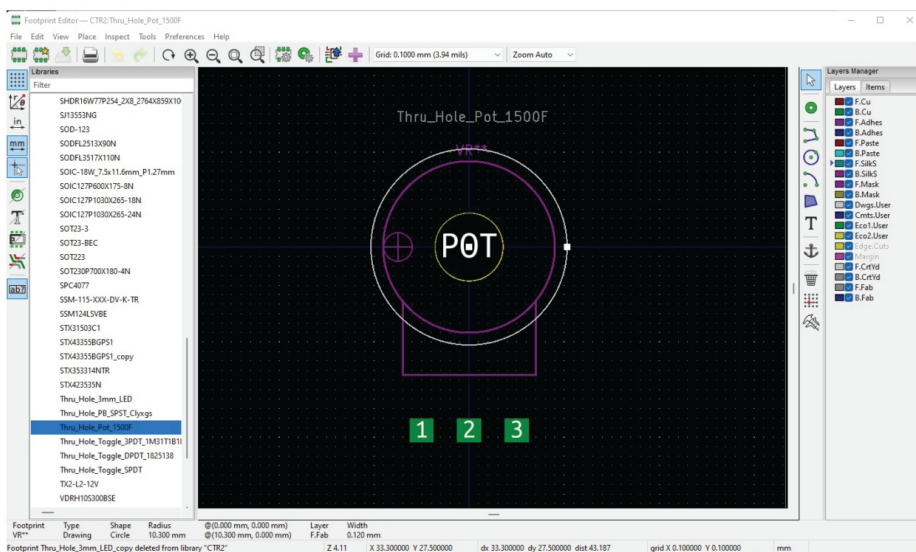 Footprint Editor — CTR2:Thru_Hole_Pot_1500F
File Edit View Place Inspect Tools Preferences Help
Grid: 0.1000 mm (3.94 mils) Zoom Auto
Libraries
Filter
SHDR16W77P254_2X8_2764X859X10
SJ13553NG
SOD-123
SODFL2513X90N
SODFL3517X110N
SOIC-18W_7.5x11.6mm_P1.27mm
SOIC127P600X175-8N
SOIC127P1030X265-18N
SOIC127P1030X265-24N
SOT23-3
SOT23-BEC
SOT223
SOT230P700X180-4N
SPC4077
SSM-115-XXX-DV-K-TR
SSM124LSVBE
STX31503C1
STX43355BGPS1
STX43355BGPS1_copy
STX353314NTR
STX423535N
Thru_Hole_3mm_LED
Thru_Hole_PB_SPST_Clyxgs
Thru_Hole_Pot_1500F
Thru_Hole_Toggle_3PDT_1M31T1B1
Thru_Hole_Toggle_DPDT_1825138
Thru_Hole_Toggle_SPDT
TX2-L2-12V
VDRH10S300BSE
in
mm
ab?
Thru_Hole_Pot_1500F
VR**
POT
1 2 3
T
Layers Manager
Layers Items
F.Cu
B.Cu
F.Adhes
B.Adhes
F.Paste
B.Paste
F.SilkS
B.SilkS
F.Mask
B.Mask
Dwgs.User
Cmts.User
Eco1.User
Eco2.User
Edge.Cuts
Margin
F.CrtYd
B.CrtYd
F.Fab
B.Fab
Footprint Type Shape Radius @(0.000 mm, 0.000 mm) Layer Width
VR** Drawing Circle 10.300 mm @(10.300 mm, 0.000 mm) F.Fab 0.120 mm
Footprint Thru_Hole_3mm_LED_copy deleted from library "CTR2" Z 4.11 X 33.300000 Y 27.500000 dx 33.300000 dy 27.500000 dist 43.187 grid X 0.100000 Y 0.100000 mm